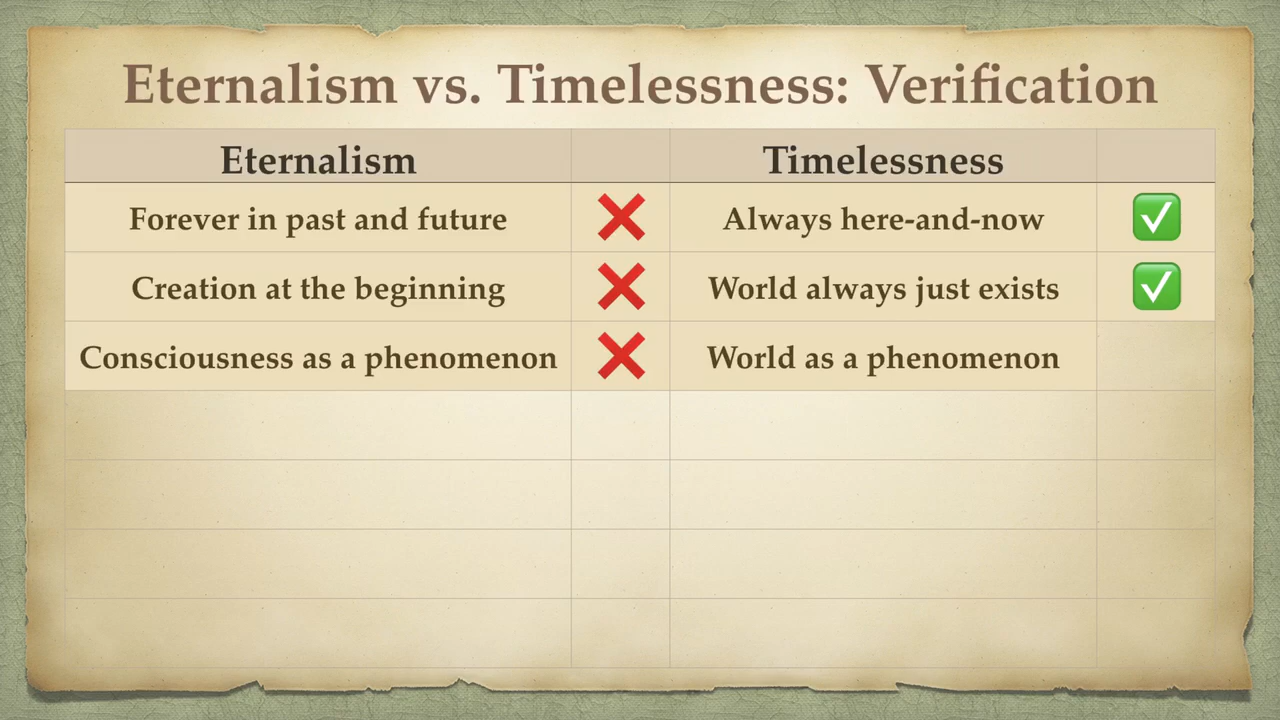 Eternalism vs. Timelessness: Verification
Eternalism Timelessness
Forever in past and future ❌ Always here-and-now ✅
Creation at the beginning ❌ World always just exists ✅
Consciousness as a phenomenon ❌ World as a phenomenon